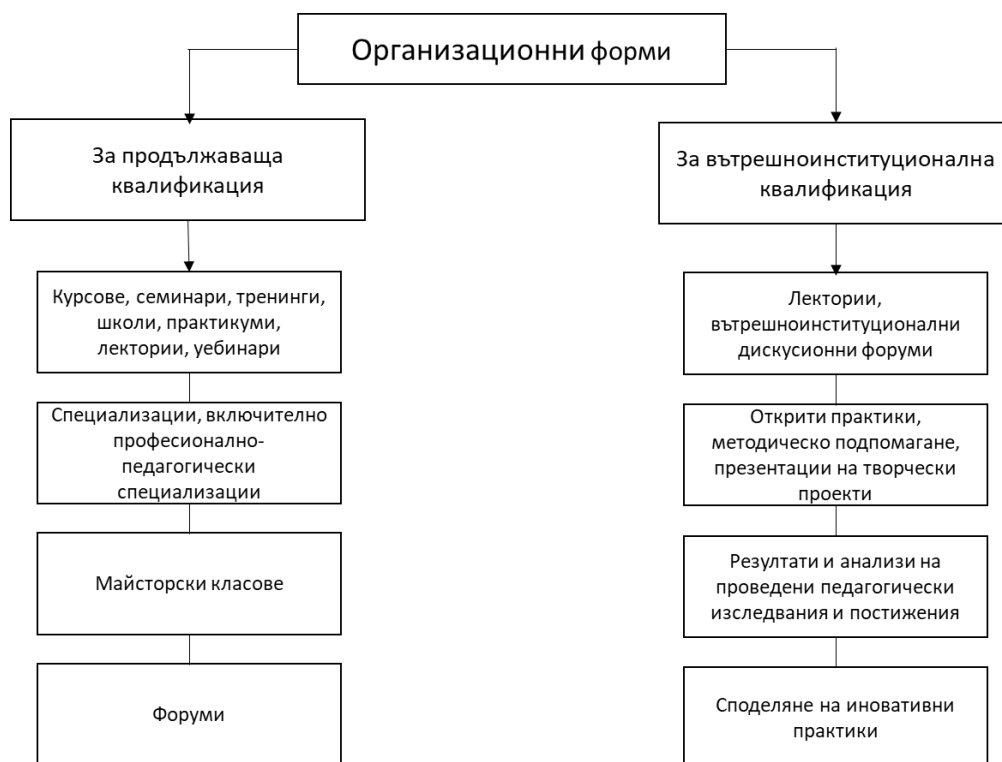 Организационни форми
За продължаваща
квалификация
Курсове, семинари, тренинги,
школи, практикуми,
лектории, уебинари
Специализации, включително
професионално-
педагогически
специализации
Майсторски класове
Форуми
За вътрешноинституционална
квалификация
Лектории,
вътрешноинституционални
дискусионни форуми
Открити практики,
методическо подпомагане,
презентации на творчески
проекти
Резултати и анализи на
проведени педагогически
изследвания и постижения
Споделяне на иновативни
практики